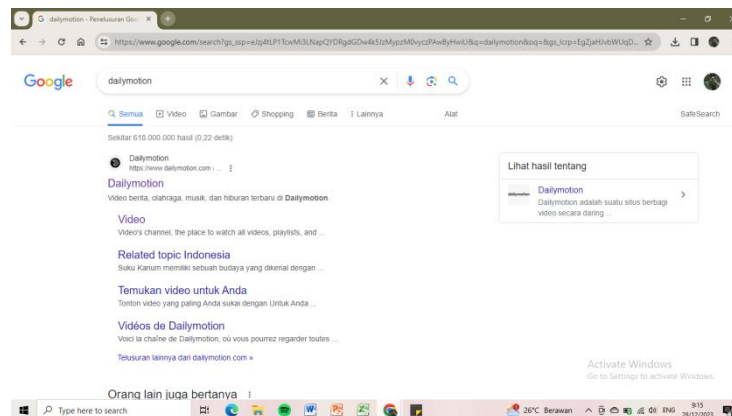 dailymotion - Penelusuran Goo
Google
dailymotion
Semua Video Gambar Shopping Berita Lainnya Alat SafeSearch
Sekitar 618.000.000 hasil (0,22 detik)
Dailymotion
https://www.dailymotion.com › ...
Dailymotion
Video berita, olahraga, musik, dan hiburan terbaru di Dailymotion.
Video
Video's channel, the place to watch all videos, playlists, and ...
Related topic Indonesia
Suku Kanum memiliki sebuah budaya yang dikenal dengan ...
Temukan video untuk Anda
Tonton video yang paling Anda sukai dengan Untuk Anda ...
Vidéos de Dailymotion
Voici la chaîne de Dailymotion, où vous pourrez regarder toutes ...
Telusuran lainnya dari dailymotion.com »
Orang lain juga bertanya
Lihat hasil tentang
dailymotion
Dailymotion
Dailymotion adalah suatu situs berbagi
video secara daring ...
Activate Windows
Go to Settings to activate Windows.
Type here to search
26°C Berawan
ENG
9:15
28/12/2023